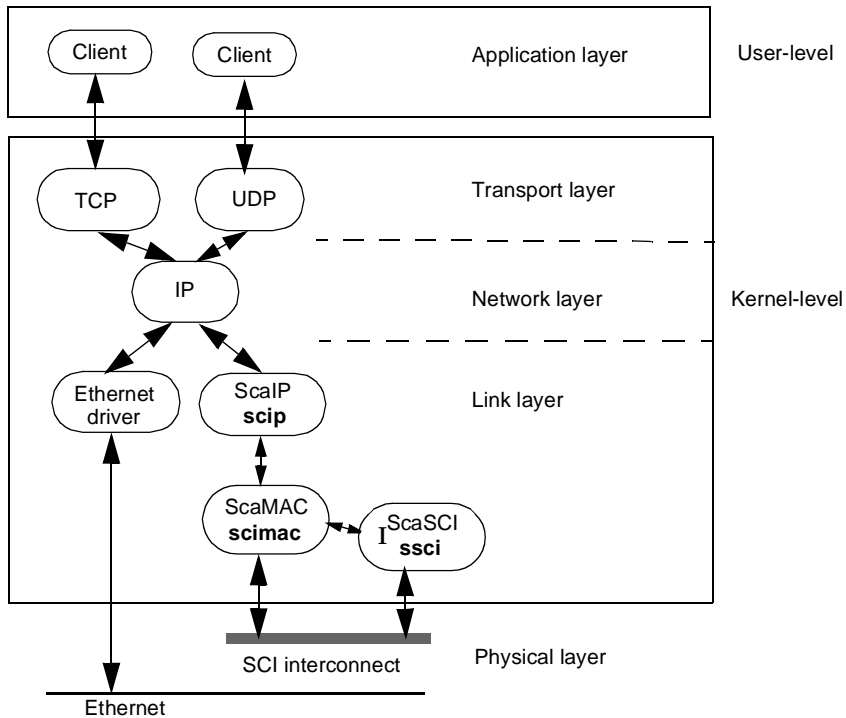 Client
Client
Application layer
User-level
TCP
UDP
Transport layer
IP
Network layer
Kernel-level
Ethernet
driver
ScaIP
scip
Link layer
ScaMAC
scimac
I ScaSCI
ssci
SCI interconnect
Physical layer
Ethernet